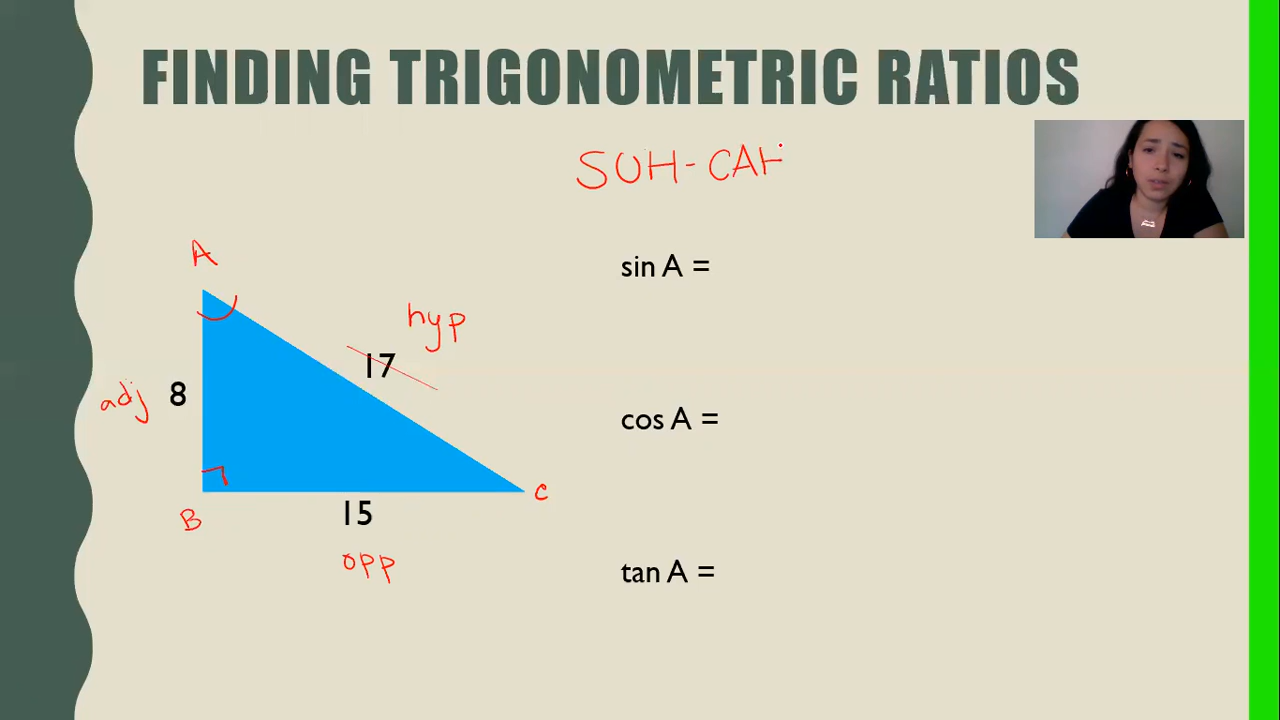 FINDING TRIGONOMETRIC RATIOS
SOH-CAH
A
sin A =
hyp
17
adj 8
cos A =
B
C
15
opp
tan A =